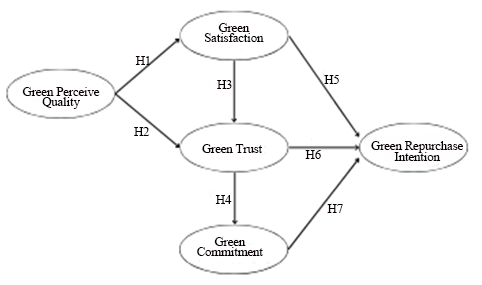 Green
Satisfaction
H1
H5
H3
Green Perceive
Quality
H2
Green Trust
H6
Green Repurchase
Intention
H4
H7
Green
Commitment